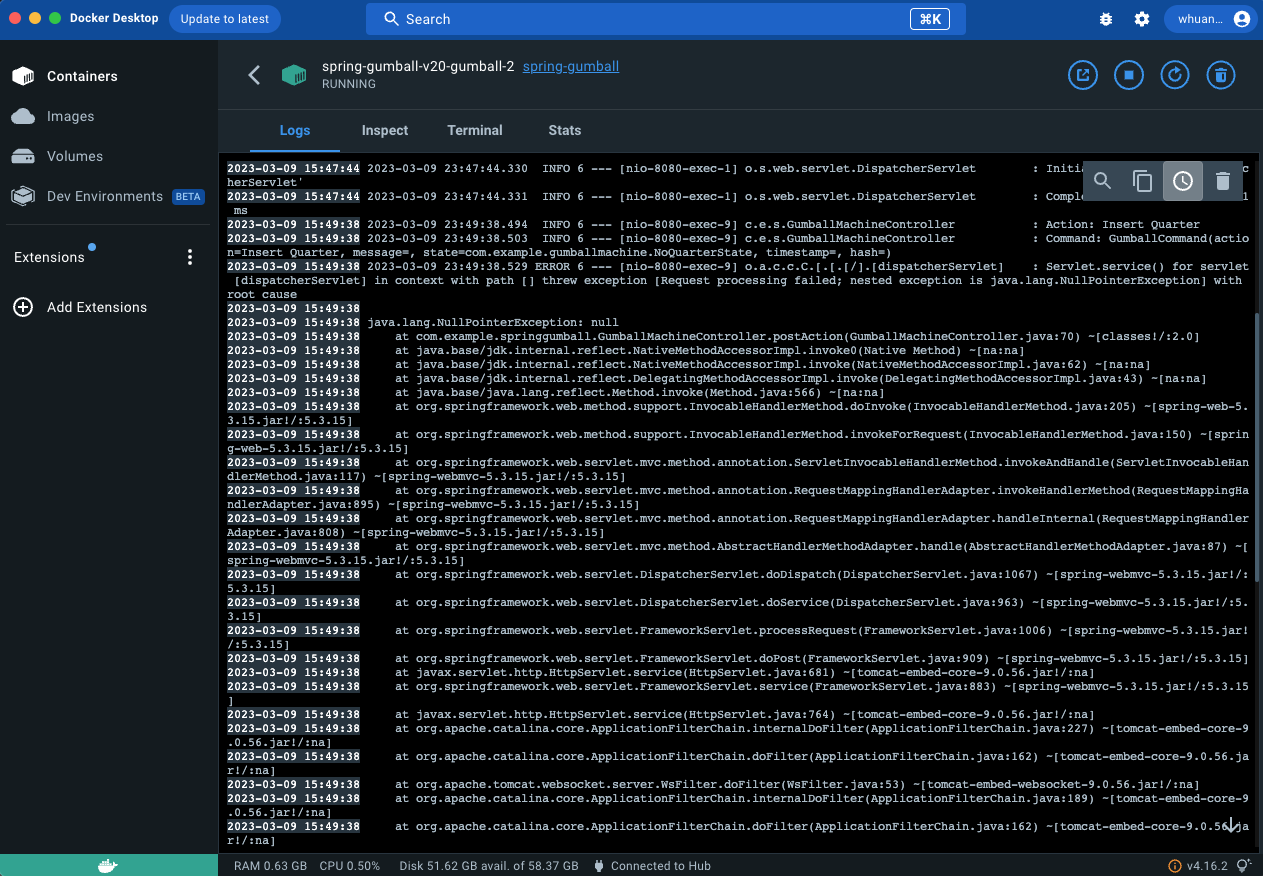 Docker Desktop
Update to latest
Search
⌘K
whuan...
Containers
Images
Volumes
Dev Environments BETA
Extensions
Add Extensions
spring-gumball-v20-gumball-2 spring-gumball
RUNNING
Logs Inspect Terminal Stats
2023-03-09 15:47:44 2023-03-09 23:47:44.330  INFO 6 --- [nio-8080-exec-1] o.s.web.servlet.DispatcherServlet        : Initi
herServlet'
2023-03-09 15:47:44 2023-03-09 23:47:44.331  INFO 6 --- [nio-8080-exec-1] o.s.web.servlet.DispatcherServlet        : Comple
ms
2023-03-09 15:49:38 2023-03-09 23:49:38.494  INFO 6 --- [nio-8080-exec-9] c.e.s.GumballMachineController           : Action: Insert Quarter
2023-03-09 15:49:38 2023-03-09 23:49:38.503  INFO 6 --- [nio-8080-exec-9] c.e.s.GumballMachineController           : Command: GumballCommand(actio
n=Insert Quarter, message=, state=com.example.gumballmachine.NoQuarterState, timestamp=, hash=)
2023-03-09 15:49:38 2023-03-09 23:49:38.529 ERROR 6 --- [nio-8080-exec-9] o.a.c.c.C.[.[.[/].[dispatcherServlet]    : Servlet.service() for servlet
[dispatcherServlet] in context with path [] threw exception [Request processing failed; nested exception is java.lang.NullPointerException] with
root cause
2023-03-09 15:49:38
2023-03-09 15:49:38 java.lang.NullPointerException: null
2023-03-09 15:49:38     at com.example.springgumball.GumballMachineController.postAction(GumballMachineController.java:70) ~[classes!/:2.0]
2023-03-09 15:49:38     at java.base/jdk.internal.reflect.NativeMethodAccessorImpl.invoke0(Native Method) ~[na:na]
2023-03-09 15:49:38     at java.base/jdk.internal.reflect.NativeMethodAccessorImpl.invoke(NativeMethodAccessorImpl.java:62) ~[na:na]
2023-03-09 15:49:38     at java.base/jdk.internal.reflect.DelegatingMethodAccessorImpl.invoke(DelegatingMethodAccessorImpl.java:43) ~[na:na]
2023-03-09 15:49:38     at java.base/java.lang.reflect.Method.invoke(Method.java:566) ~[na:na]
2023-03-09 15:49:38     at org.springframework.web.method.support.InvocableHandlerMethod.doInvoke(InvocableHandlerMethod.java:205) ~[spring-web-5.
3.15.jar!/:5.3.15]
2023-03-09 15:49:38     at org.springframework.web.method.support.InvocableHandlerMethod.invokeForRequest(InvocableHandlerMethod.java:150) ~[sprin
g-web-5.3.15.jar!/:5.3.15]
2023-03-09 15:49:38     at org.springframework.web.servlet.mvc.method.annotation.ServletInvocableHandlerMethod.invokeAndHandle(ServletInvocableHan
dlerMethod.java:117) ~[spring-webmvc-5.3.15.jar!/:5.3.15]
2023-03-09 15:49:38     at org.springframework.web.servlet.mvc.method.annotation.RequestMappingHandlerAdapter.invokeHandlerMethod(RequestMappingHa
ndlerAdapter.java:895) ~[spring-webmvc-5.3.15.jar!/:5.3.15]
2023-03-09 15:49:38     at org.springframework.web.servlet.mvc.method.annotation.RequestMappingHandlerAdapter.handleInternal(RequestMappingHandler
Adapter.java:808) ~[spring-webmvc-5.3.15.jar!/:5.3.15]
2023-03-09 15:49:38     at org.springframework.web.servlet.mvc.method.AbstractHandlerMethodAdapter.handle(AbstractHandlerMethodAdapter.java:87) ~[
spring-webmvc-5.3.15.jar!/:5.3.15]
2023-03-09 15:49:38     at org.springframework.web.servlet.DispatcherServlet.doDispatch(DispatcherServlet.java:1067) ~[spring-webmvc-5.3.15.jar!/:
5.3.15]
2023-03-09 15:49:38     at org.springframework.web.servlet.DispatcherServlet.doService(DispatcherServlet.java:963) ~[spring-webmvc-5.3.15.jar!/:5.
3.15]
2023-03-09 15:49:38     at org.springframework.web.servlet.FrameworkServlet.processRequest(FrameworkServlet.java:1006) ~[spring-webmvc-5.3.15.jar!
/:5.3.15]
2023-03-09 15:49:38     at org.springframework.web.servlet.FrameworkServlet.doPost(FrameworkServlet.java:909) ~[spring-webmvc-5.3.15.jar!/:5.3.15]
2023-03-09 15:49:38     at javax.servlet.http.HttpServlet.service(HttpServlet.java:681) ~[tomcat-embed-core-9.0.56.jar!/:na]
2023-03-09 15:49:38     at org.springframework.web.servlet.FrameworkServlet.service(FrameworkServlet.java:883) ~[spring-webmvc-5.3.15.jar!/:5.3.15
]
2023-03-09 15:49:38     at javax.servlet.http.HttpServlet.service(HttpServlet.java:764) ~[tomcat-embed-core-9.0.56.jar!/:na]
2023-03-09 15:49:38     at org.apache.catalina.core.ApplicationFilterChain.internalDoFilter(ApplicationFilterChain.java:227) ~[tomcat-embed-core-9
.0.56.jar!/:na]
2023-03-09 15:49:38     at org.apache.catalina.core.ApplicationFilterChain.doFilter(ApplicationFilterChain.java:162) ~[tomcat-embed-core-9.0.56.ja
r!/:na]
2023-03-09 15:49:38     at org.apache.tomcat.websocket.server.WsFilter.doFilter(WsFilter.java:53) ~[tomcat-embed-websocket-9.0.56.jar!/:na]
2023-03-09 15:49:38     at org.apache.catalina.core.ApplicationFilterChain.internalDoFilter(ApplicationFilterChain.java:189) ~[tomcat-embed-core-9
.0.56.jar!/:na]
2023-03-09 15:49:38     at org.apache.catalina.core.ApplicationFilterChain.doFilter(ApplicationFilterChain.java:162) ~[tomcat-embed-core-9.0.56.ja
r!/:na]
RAM 0.63 GB CPU 0.50% Disk 51.62 GB avail. of 58.37 GB Connected to Hub v4.16.2